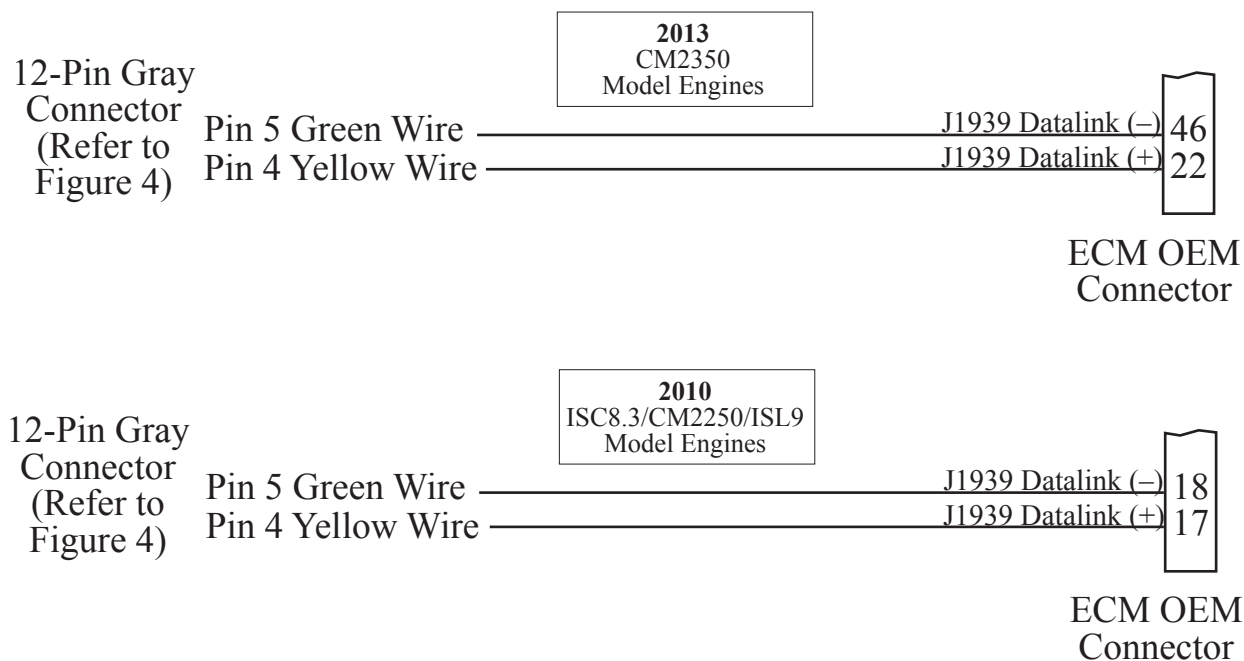 2013
CM2350
Model Engines
12-Pin Gray
Connector
(Refer to
Figure 4)
Pin 5 Green Wire
J1939 Datalink (–)
46
Pin 4 Yellow Wire
J1939 Datalink (+)
22
ECM OEM
Connector
2010
ISC8.3/CM2250/ISL9
Model Engines
12-Pin Gray
Connector
(Refer to
Figure 4)
Pin 5 Green Wire
J1939 Datalink (–)
18
Pin 4 Yellow Wire
J1939 Datalink (+)
17
ECM OEM
Connector